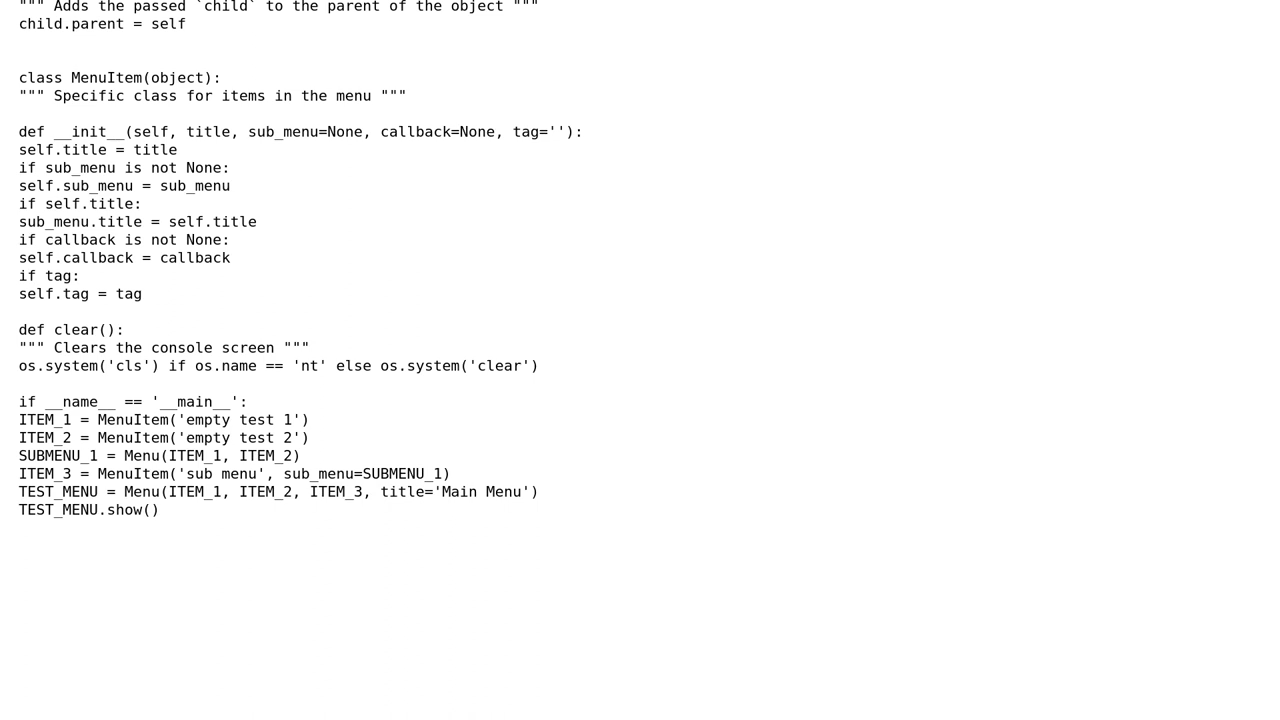 """ Adds the passed `child` to the parent of the object """
child.parent = self
class MenuItem(object):
""" Specific class for items in the menu """
def __init__(self, title, sub_menu=None, callback=None, tag=''):
self.title = title
if sub_menu is not None:
self.sub_menu = sub_menu
if self.title:
sub_menu.title = self.title
if callback is not None:
self.callback = callback
if tag:
self.tag = tag
def clear():
""" Clears the console screen """
os.system('cls') if os.name == 'nt' else os.system('clear')
if __name__ == '__main__':
ITEM_1 = MenuItem('empty test 1')
ITEM_2 = MenuItem('empty test 2')
SUBMENU_1 = Menu(ITEM_1, ITEM_2)
ITEM_3 = MenuItem('sub menu', sub_menu=SUBMENU_1)
TEST_MENU = Menu(ITEM_1, ITEM_2, ITEM_3, title='Main Menu')
TEST_MENU.show()